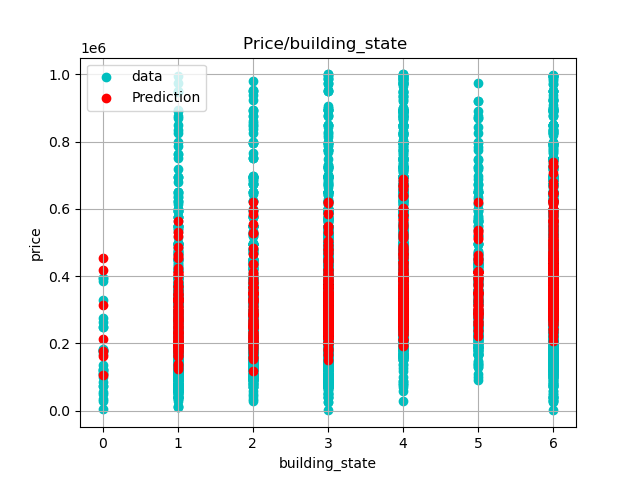 Price/building_state
1e6
data
Prediction
1.0
0.8
0.6
0.4
0.2
0.0
price
0 1 2 3 4 5 6
building_state